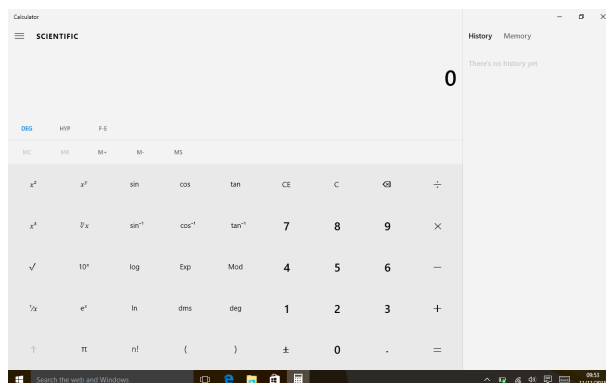 Calculator
SCIENTIFIC
History Memory
There's no history yet
0
DEG HYP F-E
MC MR M+ M- MS
x² xʸ sin cos tan CE C ÷
x³ ʸ√x sin⁻¹ cos⁻¹ tan⁻¹ 7 8 9 ×
√ 10ˣ log Exp Mod 4 5 6 −
¹/x eˣ ln dms deg 1 2 3 +
↑ π n! ( ) ± 0 . =
Search the web and Windows
09:53